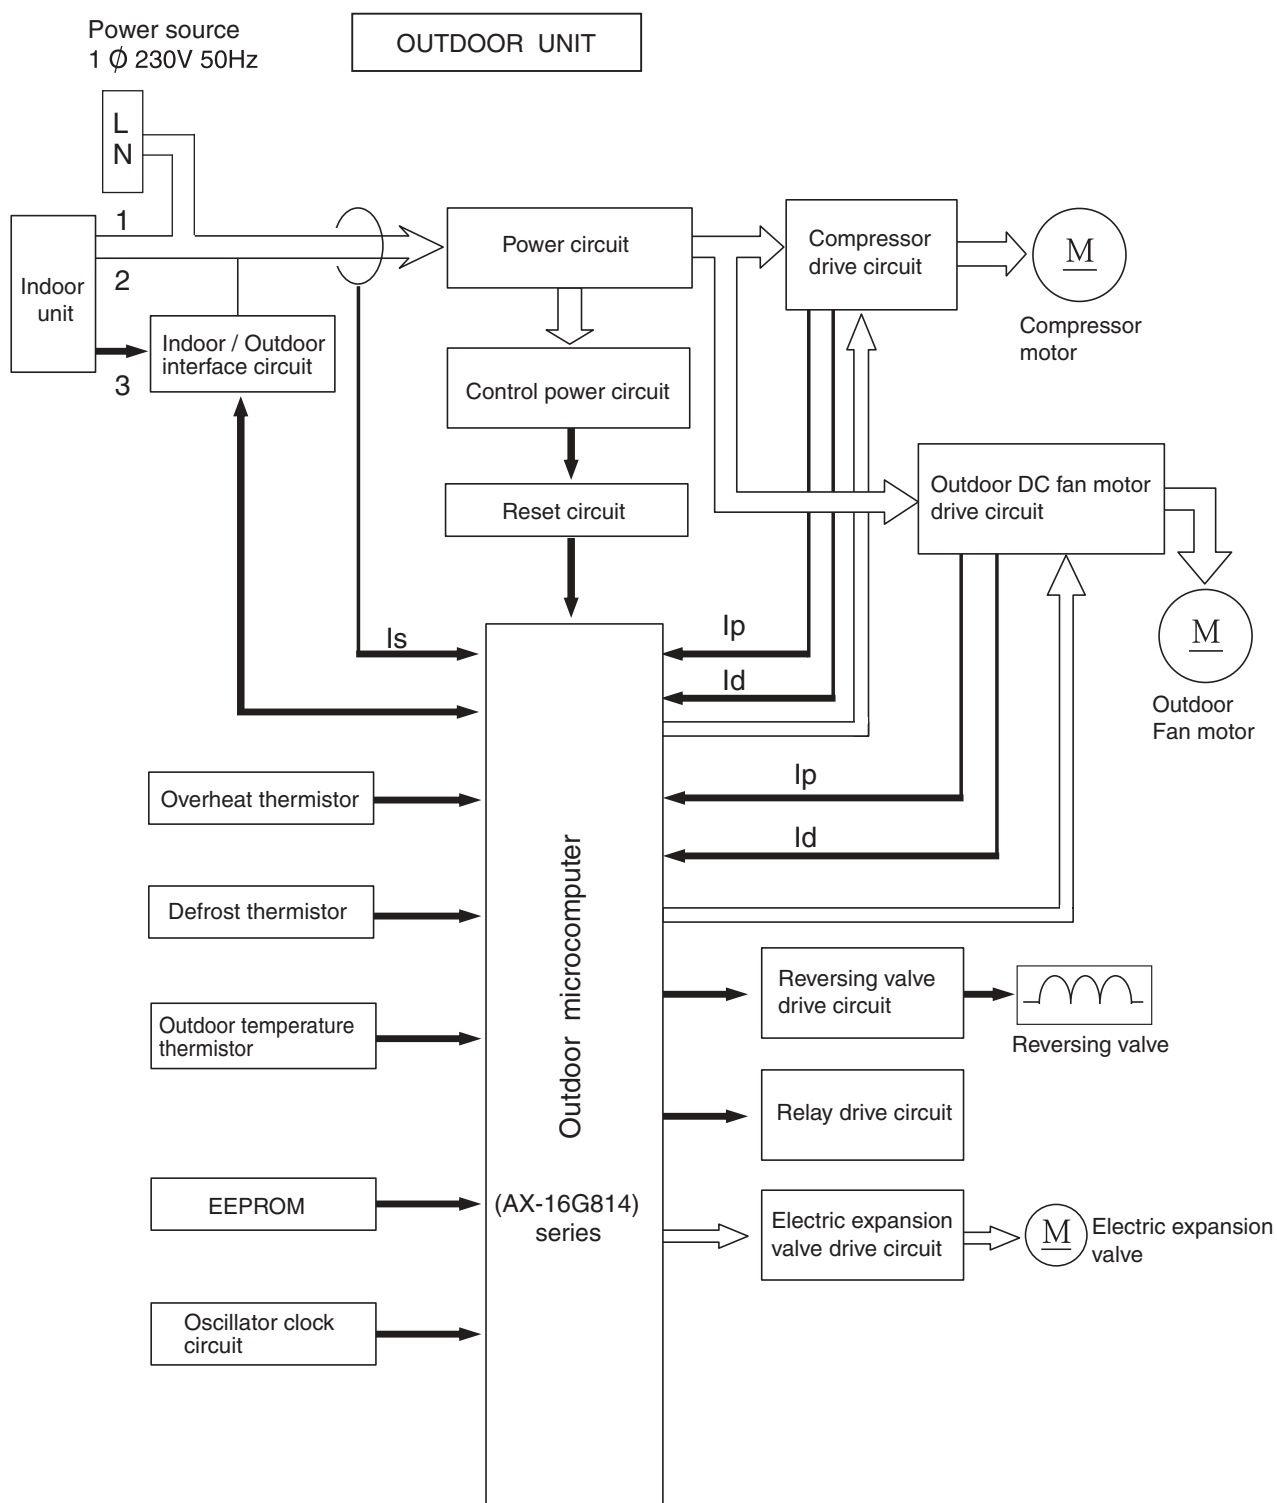 Power source
1 Ø 230V 50Hz
OUTDOOR UNIT
L
N
1
2
3
Indoor
unit
Indoor / Outdoor
interface circuit
Power circuit
Compressor
drive circuit
M
Compressor
motor
Control power circuit
Reset circuit
Outdoor DC fan motor
drive circuit
M
Outdoor
Fan motor
Is
Ip
Id
Ip
Id
Overheat thermistor
Defrost thermistor
Outdoor temperature
thermistor
EEPROM
Oscillator clock
circuit
Outdoor microcomputer
(AX-16G814)
series
Reversing valve
drive circuit
Reversing valve
Relay drive circuit
Electric expansion
valve drive circuit
M
Electric expansion
valve